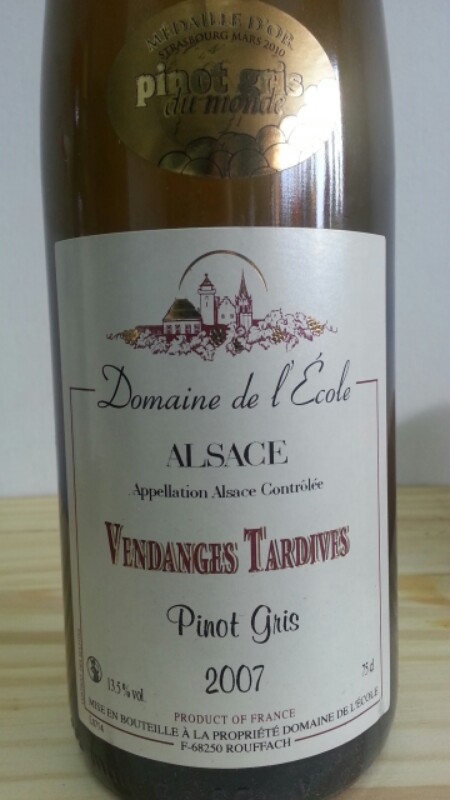 MÉDAILLE D'OR
STRASBOURG MARS 2010
pinot gris
du monde
Domaine de l'École
ALSACE
Appellation Alsace Contrôlée
VENDANGES TARDIVES
Pinot Gris
2007
13.5% vol.
75 cl
PRODUCT OF FRANCE
MISE EN BOUTEILLE À LA PROPRIÉTÉ DOMAINE DE L'ÉCOLE
F-68250 ROUFFACH